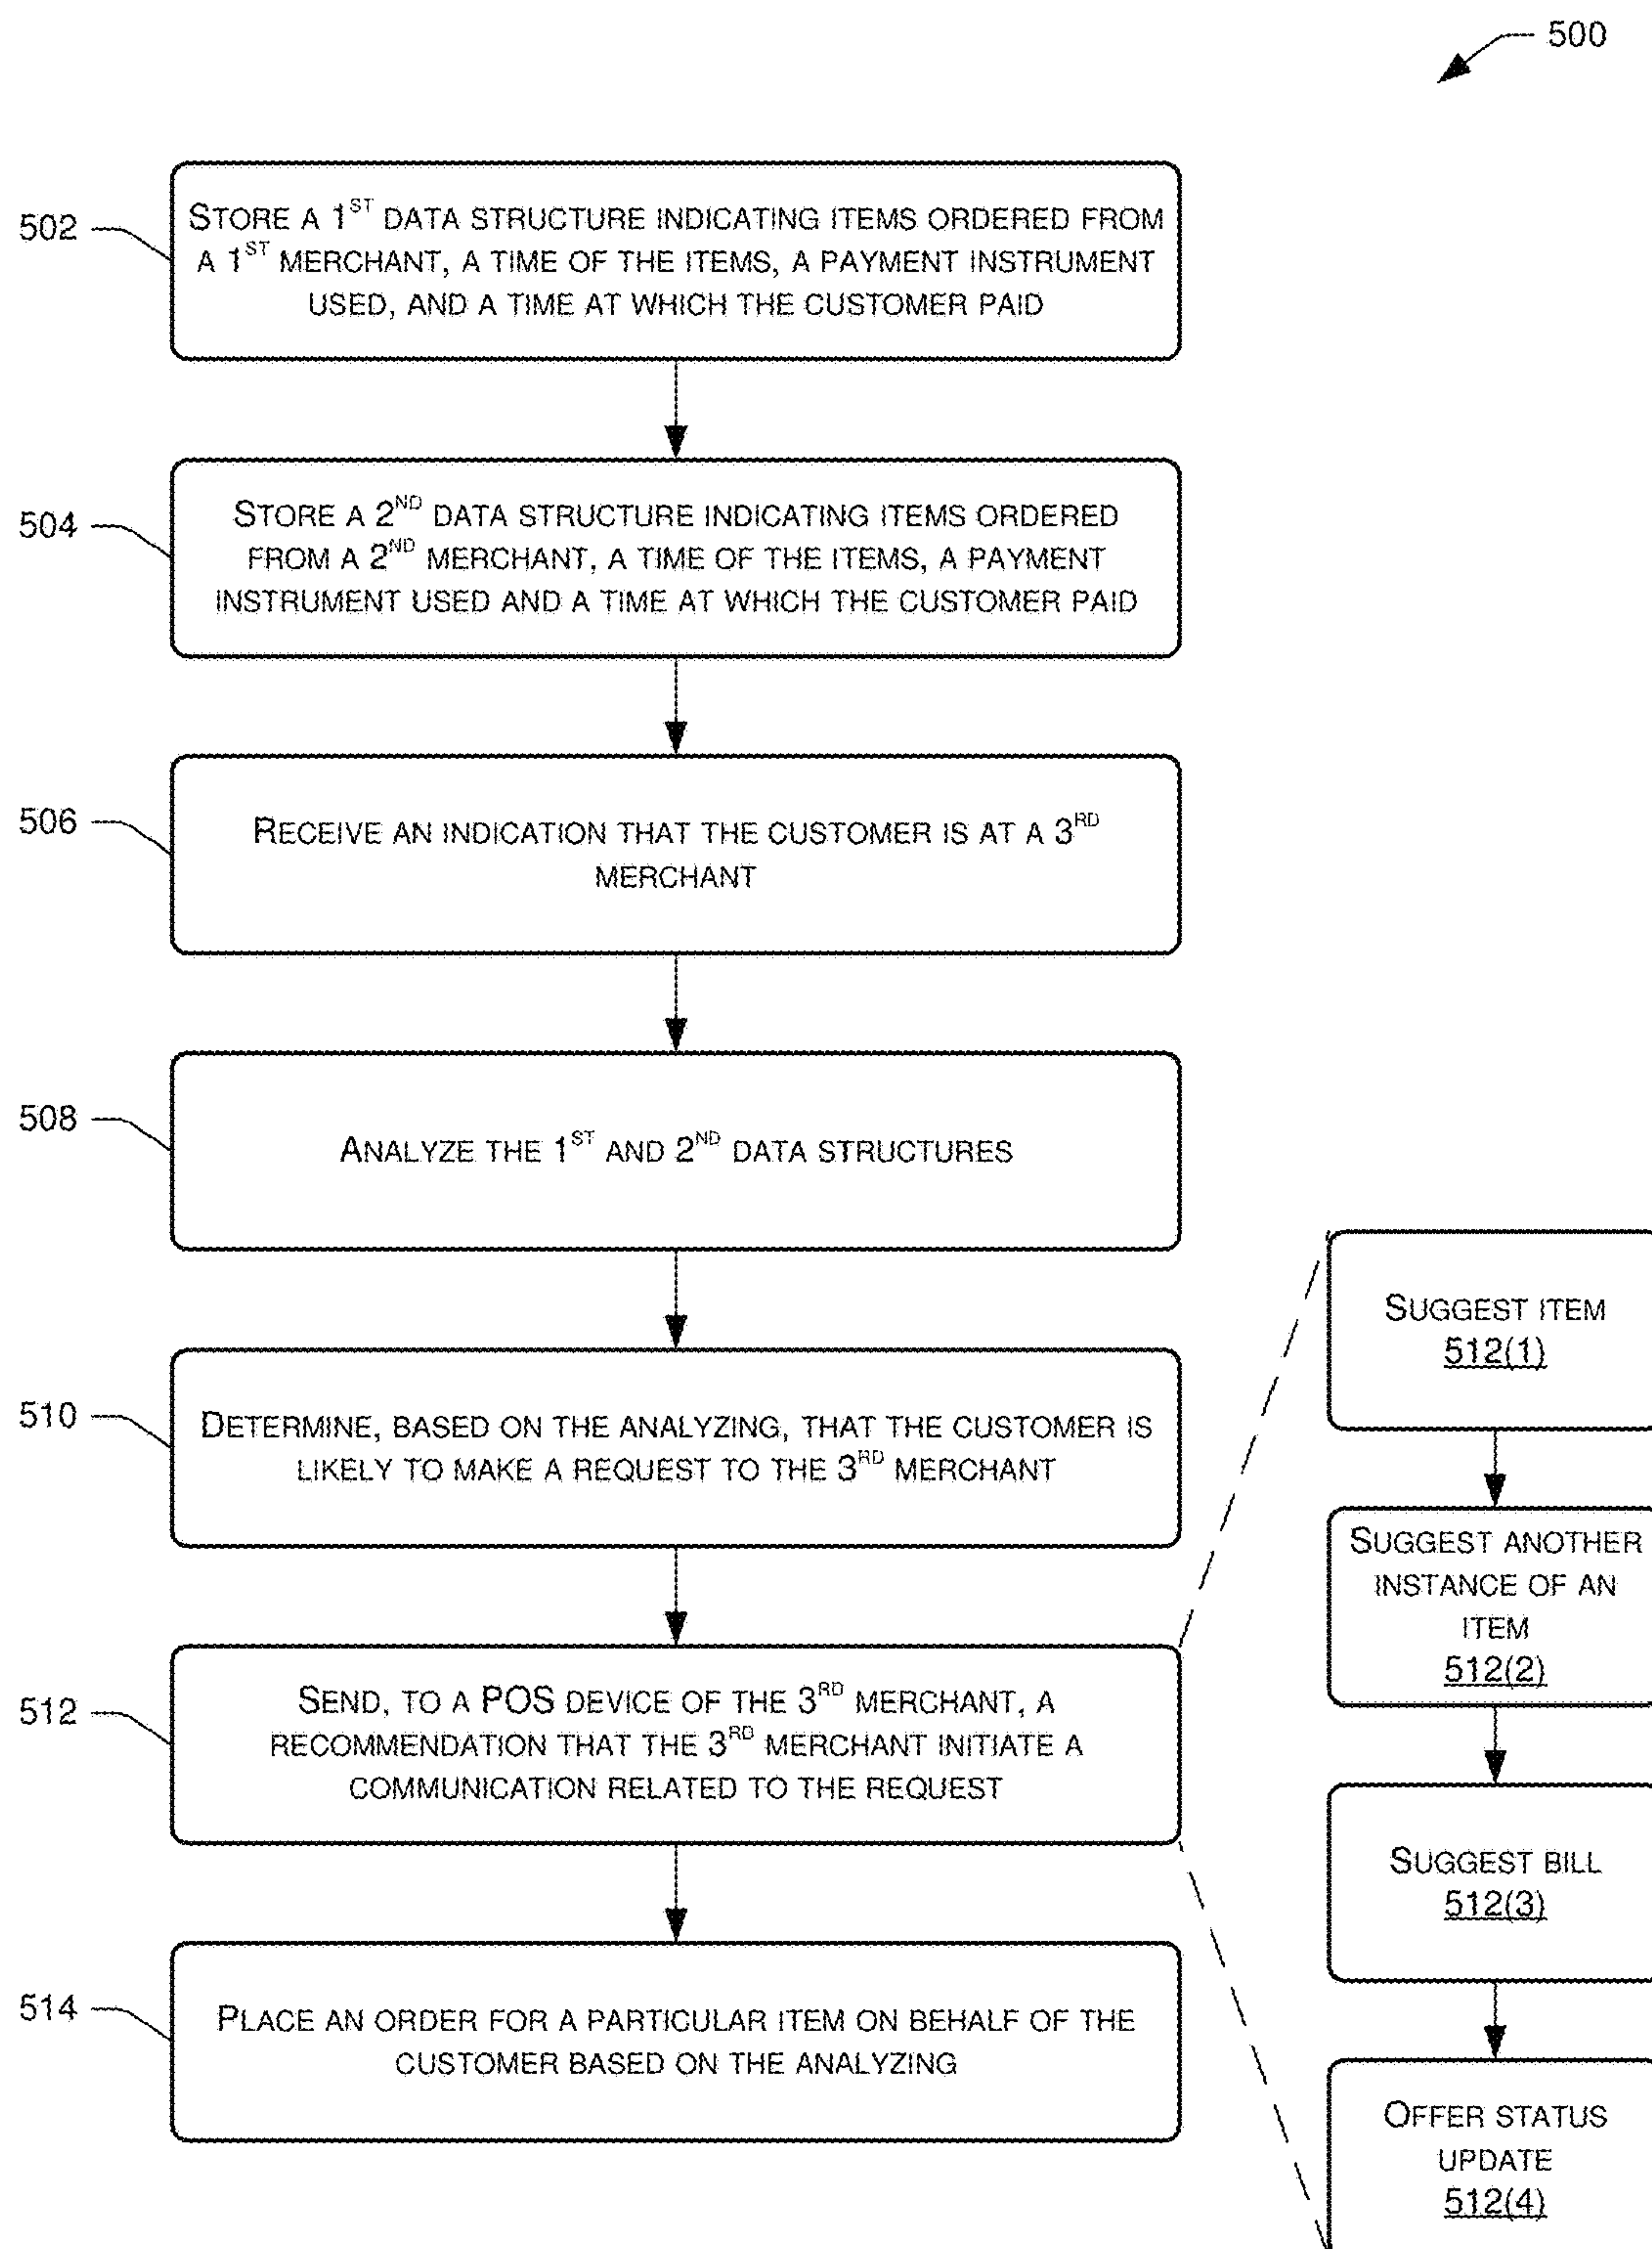 500
502
STORE A 1ST DATA STRUCTURE INDICATING ITEMS ORDERED FROM
A 1ST MERCHANT, A TIME OF THE ITEMS, A PAYMENT INSTRUMENT
USED, AND A TIME AT WHICH THE CUSTOMER PAID
504
STORE A 2ND DATA STRUCTURE INDICATING ITEMS ORDERED
FROM A 2ND MERCHANT, A TIME OF THE ITEMS, A PAYMENT
INSTRUMENT USED AND A TIME AT WHICH THE CUSTOMER PAID
506
RECEIVE AN INDICATION THAT THE CUSTOMER IS AT A 3RD
MERCHANT
508
ANALYZE THE 1ST AND 2ND DATA STRUCTURES
510
DETERMINE, BASED ON THE ANALYZING, THAT THE CUSTOMER IS
LIKELY TO MAKE A REQUEST TO THE 3RD MERCHANT
512
SEND, TO A POS DEVICE OF THE 3RD MERCHANT, A
RECOMMENDATION THAT THE 3RD MERCHANT INITIATE A
COMMUNICATION RELATED TO THE REQUEST
514
PLACE AN ORDER FOR A PARTICULAR ITEM ON BEHALF OF THE
CUSTOMER BASED ON THE ANALYZING
SUGGEST ITEM
512(1)
SUGGEST ANOTHER
INSTANCE OF AN
ITEM
512(2)
SUGGEST BILL
512(3)
OFFER STATUS
UPDATE
512(4)